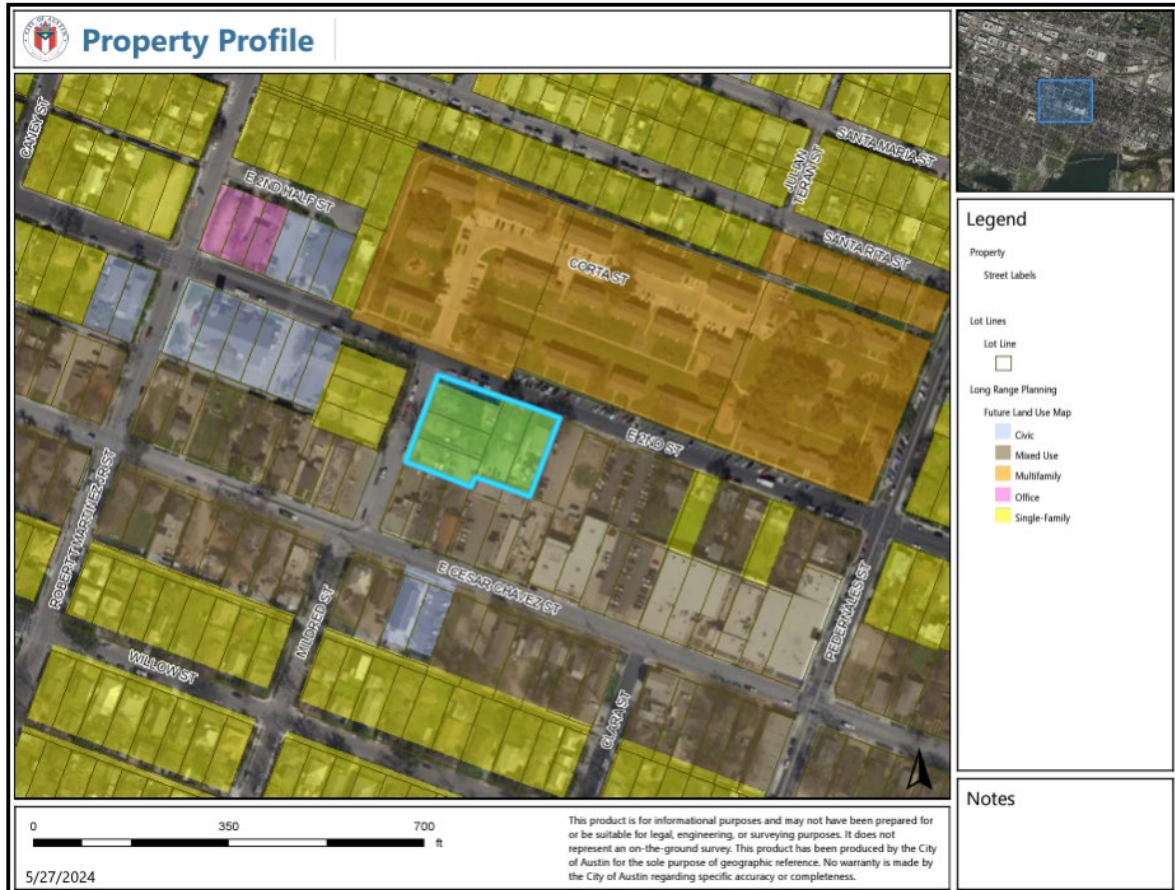 CITY OF AUSTIN
Property Profile
CANEY ST
E 2ND HALF ST
SANTA MARIA ST
JULIAN
TERAN ST
SANTA RITA ST
CORTA ST
E 2ND ST
ROBERT T MARTINEZ JR ST
E CESAR CHAVEZ ST
MILDRED ST
WILLOW ST
CLARA ST
PEDERNALES ST
Legend
Property
Street Labels
Lot Lines
Lot Line
Long Range Planning
Future Land Use Map
Civic
Mixed Use
Multifamily
Office
Single-Family
Notes
0 350 700
ft
5/27/2024
This product is for informational purposes and may not have been prepared for
or be suitable for legal, engineering, or surveying purposes. It does not
represent an on-the-ground survey. This product has been produced by the City
of Austin for the sole purpose of geographic reference. No warranty is made by
the City of Austin regarding specific accuracy or completeness.